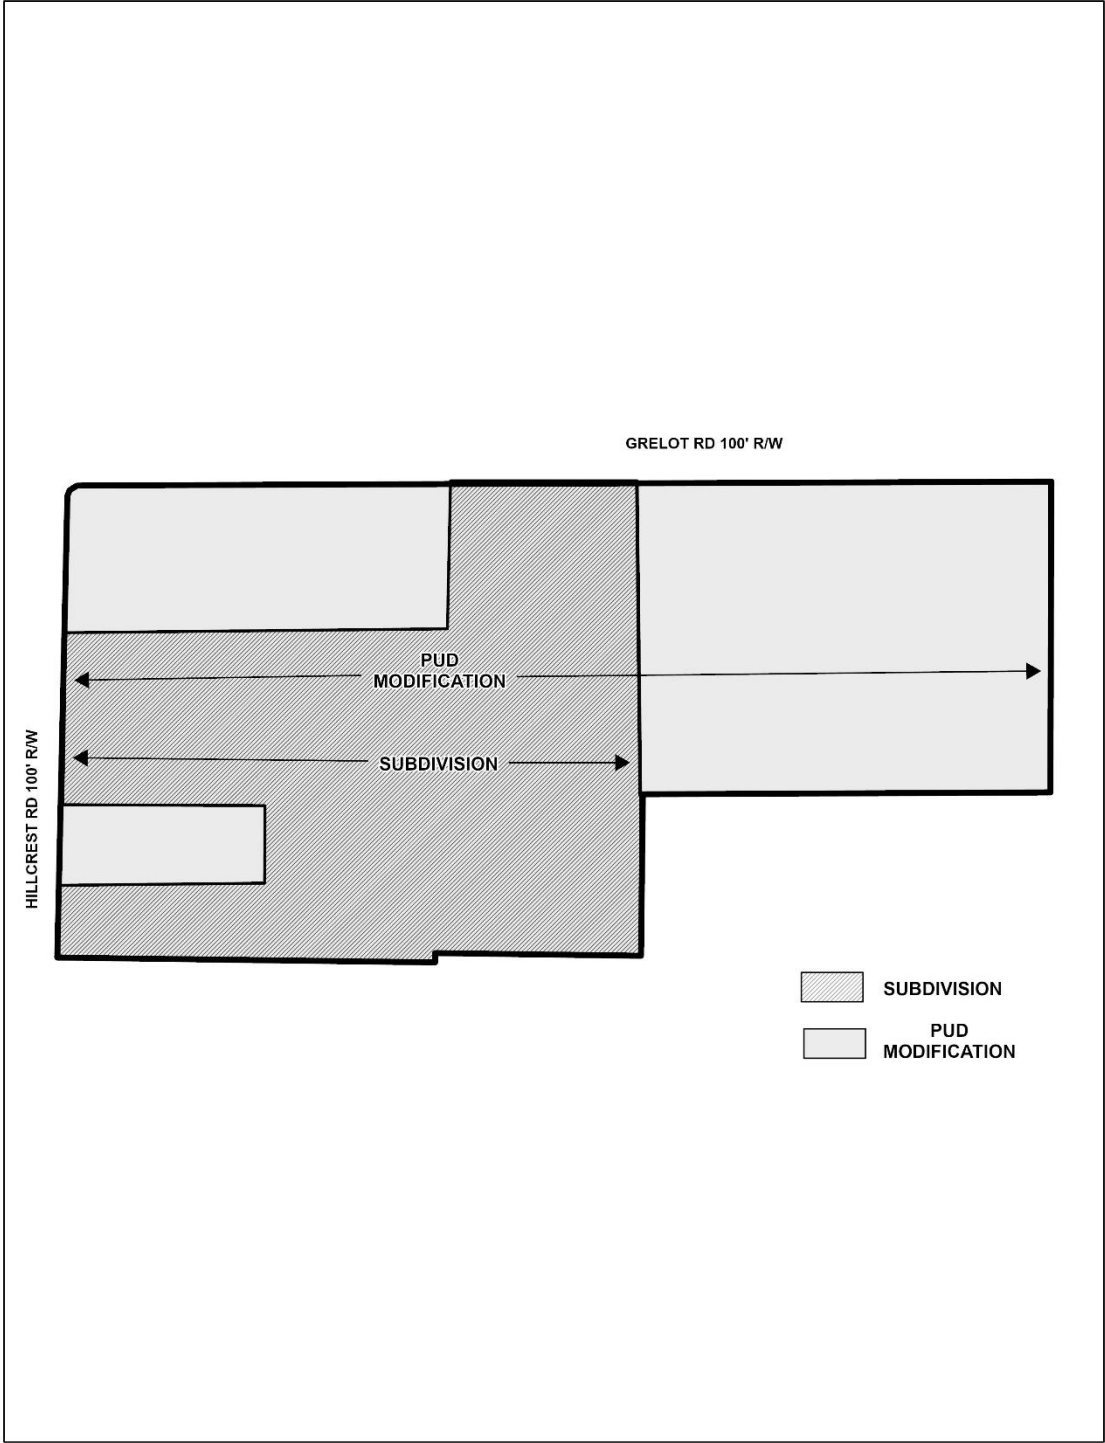 GRELOT RD 100' R/W
PUD
MODIFICATION
SUBDIVISION
HILLCREST RD 100' R/W
SUBDIVISION
PUD
MODIFICATION